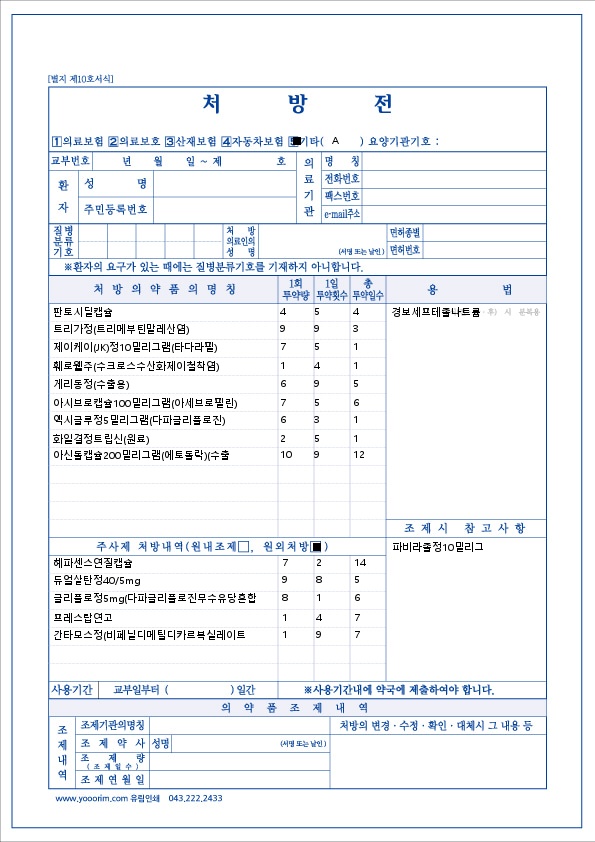 [별지 제10호서식]
처 방 전
1의료보험 2의료보호 3산재보험 4자동차보험 기타( A ) 요양기관기호 :
교부번호 년 월 일 ~ 제 호
의료기관
명 칭
전화번호
팩스번호
e-mail주소
환자
성 명
주민등록번호
질병분류기호
처 방
의료인의
성 명
(서명 또는 날인)
면허종별
면허번호
※환자의 요구가 있는 때에는 질병분류기호를 기재하지 아니합니다.
처 방 의 약 품 의 명 칭 1회 투약량 1일 투약횟수 총 투약일수 용 법
판토시딜캡슐 4 5 4 경보세프테졸나트륨
트리가정(트리메부틴말레산염) 9 9 3
제이케이(JK)정10밀리그램(타다라필) 7 5 1
훼로웰주(수크로스수산화제이철착염) 1 4 1
게리동정(수출용) 6 9 5
아시브로캡슐100밀리그램(아세브로필린) 7 5 6
엑시글루정5밀리그램(다파글리플로진) 6 3 1
화일결정트립신(원료) 2 5 1
아신톨캡슐200밀리그램(에토돌락)(수출 10 9 12
조 제 시 참 고 사 항
주사제 처방내역(원내조제□, 원외처방■)
파비라졸정10밀리그
헤파센스연질캡슐 7 2 14
듀얼살탄정40/5mg 9 8 5
글리플로정5mg(다파글리플로진무수유당혼합 8 1 6
프레스탑연고 1 4 7
간타모스정(비페닐디메틸디카르복실레이트 1 9 7
사용기간 교부일부터 ( ) 일간 ※사용기간내에 약국에 제출하여야 합니다.
의 약 품 조 제 내 역
조제내역
조제기관의명칭
처방의 변경 · 수정 · 확인 · 대체시 그 내용 등
조 제 약 사 성명 (서명 또는 날인)
조 제 량
( 조 제 일 수 )
조 제 연 월 일
www.yooorim.com 유림인쇄 043.222.2433